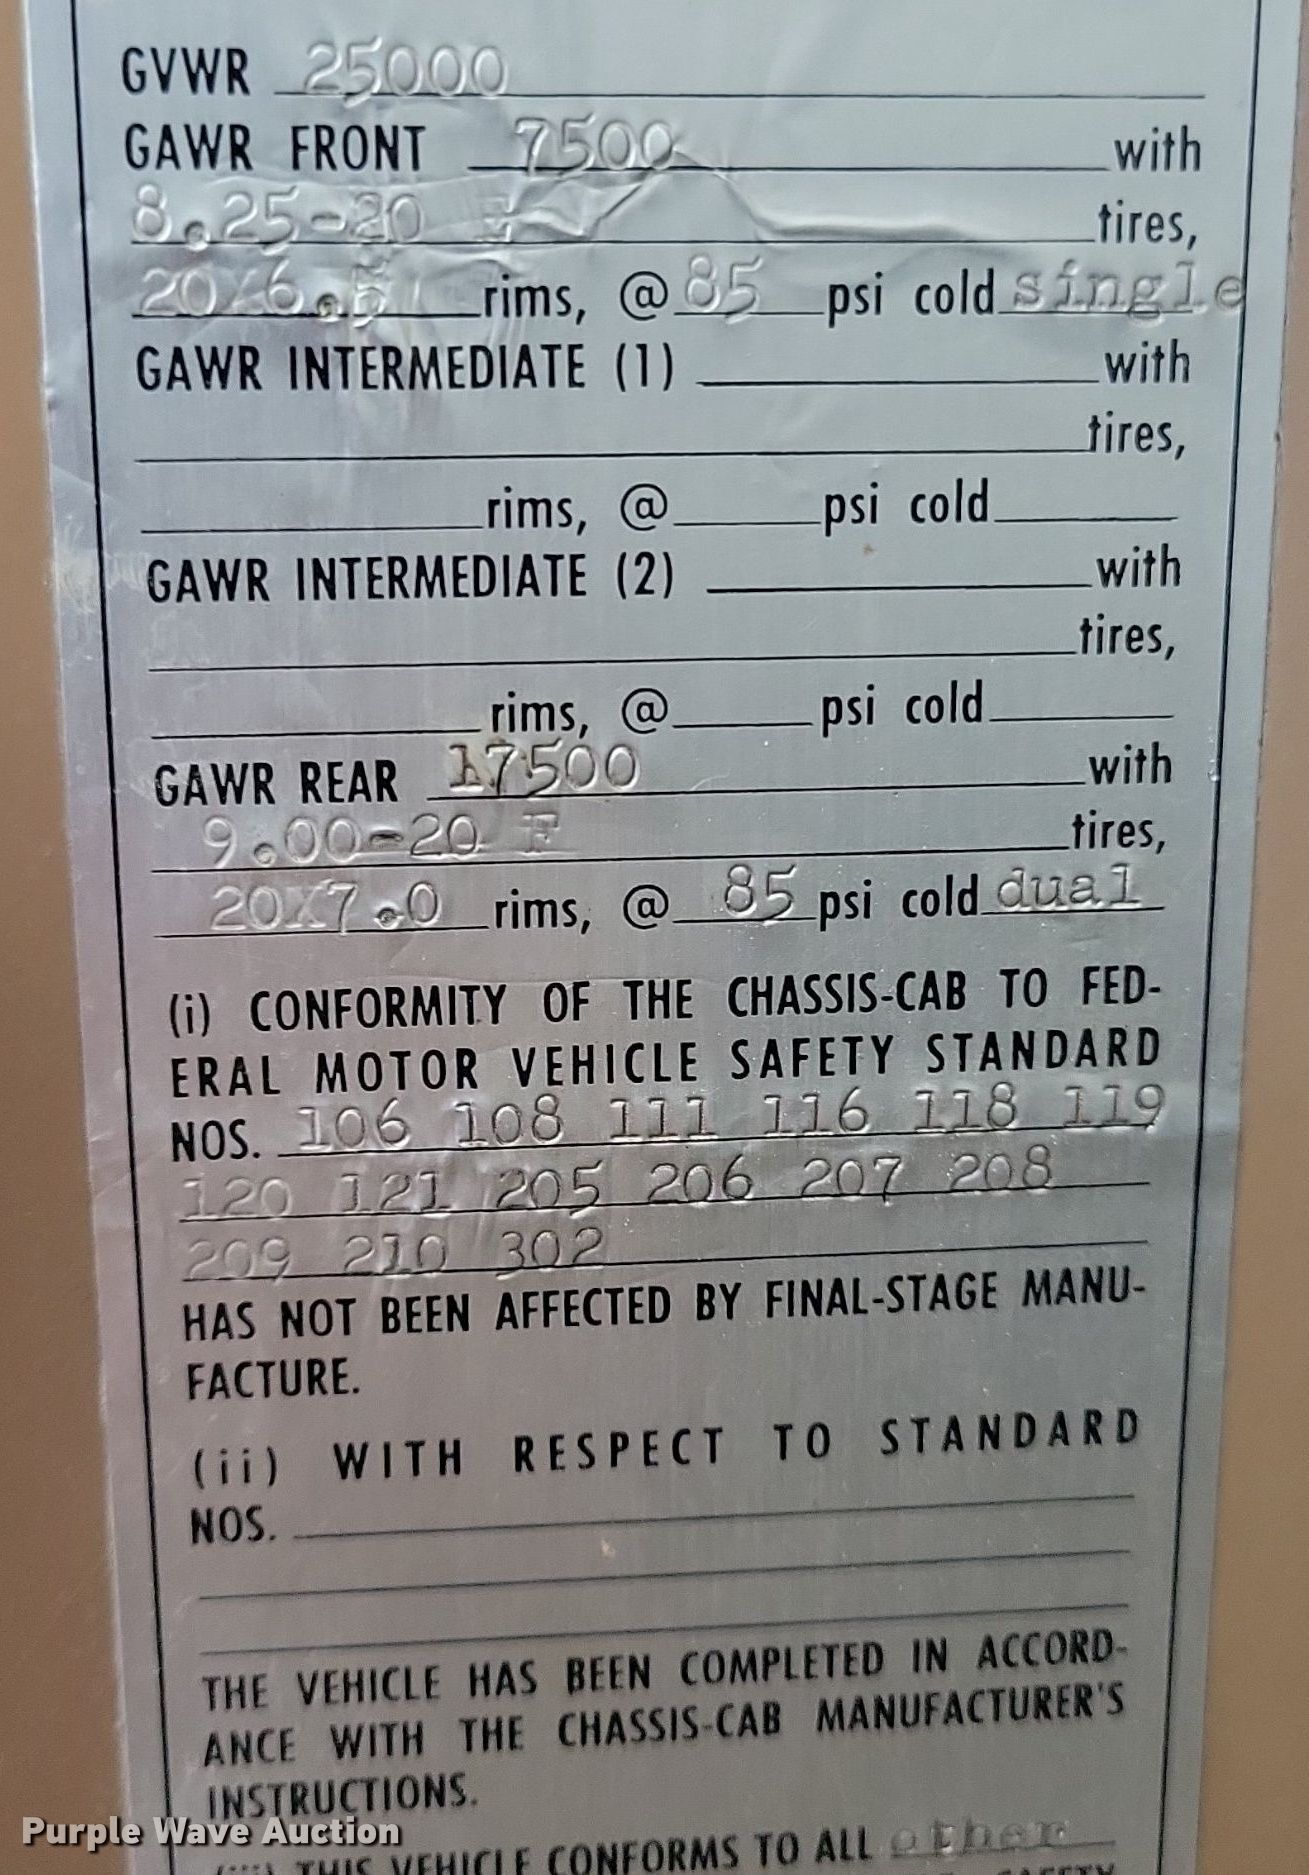 GVWR 25000
GAWR FRONT 7500 with
8.25-20 tires,
20X6.5 rims, @ 85 psi cold single
GAWR INTERMEDIATE (1) with
tires,
rims, @ psi cold
GAWR INTERMEDIATE (2) with
tires,
rims, @ psi cold
GAWR REAR 17500 with
9.00-20 F tires,
20X7.0 rims, @ 85 psi cold dual
(i) CONFORMITY OF THE CHASSIS-CAB TO FED-
ERAL MOTOR VEHICLE SAFETY STANDARD
NOS. 106 108 111 116 118 119
120 121 205 206 207 208
209 210 302
HAS NOT BEEN AFFECTED BY FINAL-STAGE MANU-
FACTURE.
(ii) WITH RESPECT TO STANDARD
NOS.
THE VEHICLE HAS BEEN COMPLETED IN ACCORD-
ANCE WITH THE CHASSIS-CAB MANUFACTURER'S
INSTRUCTIONS.
Purple Wave Auction
THIS VEHICLE CONFORMS TO ALL other